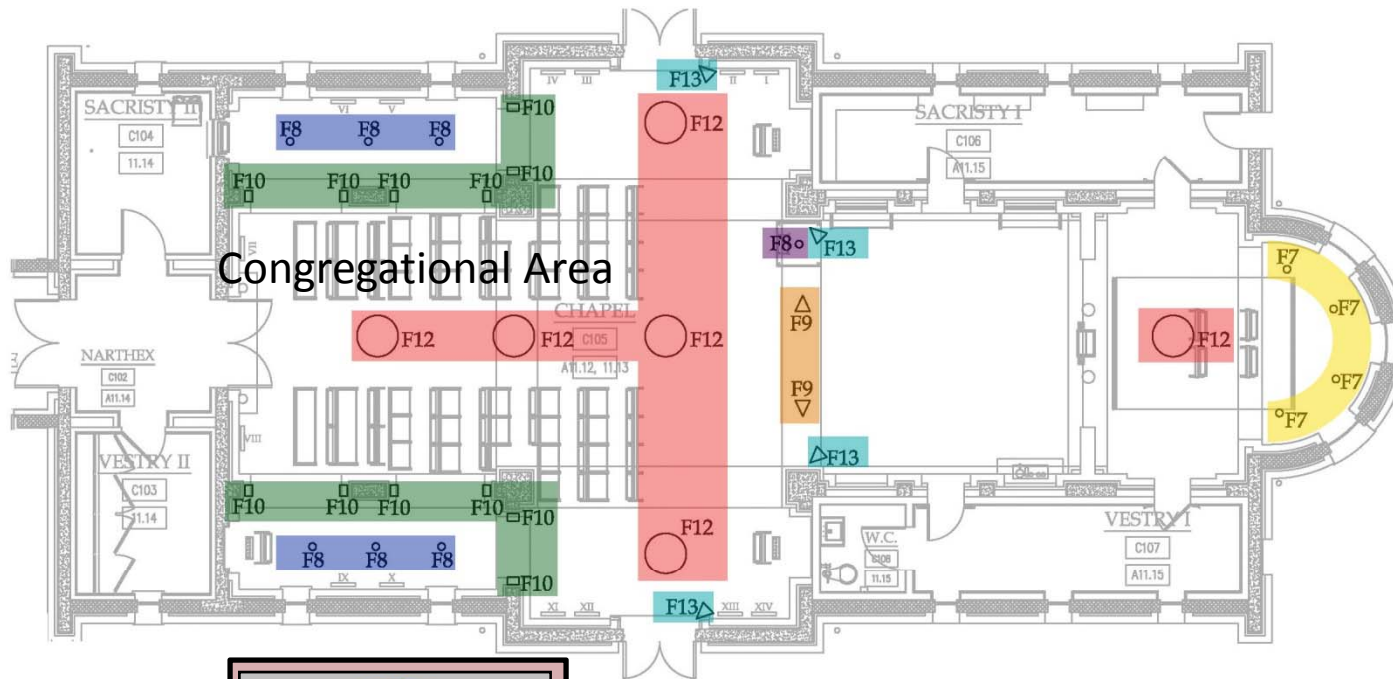 IV III F13 II I
SACRISTY II VI V F10 SACRISTY I
C104 F8 F8 F8 F12 C106
11.14 A11.15
F10 F10 F10 F10 F10
VII F8 F13 F7
Congregational Area
CHAPEL F9 F7
F12 F12 C105 F12 F12
NARTHEX A11.12, 11.13
C102 F9 F7
A11.14 F7
VIII F13
VESTRY II
C103 F10 F10 F10 F10 F10 VESTRY I
11.14 F12 W.C. C107
F8 F8 F8 C108 A11.15
IX X F10 11.15
XI XII F13 XIII XIV